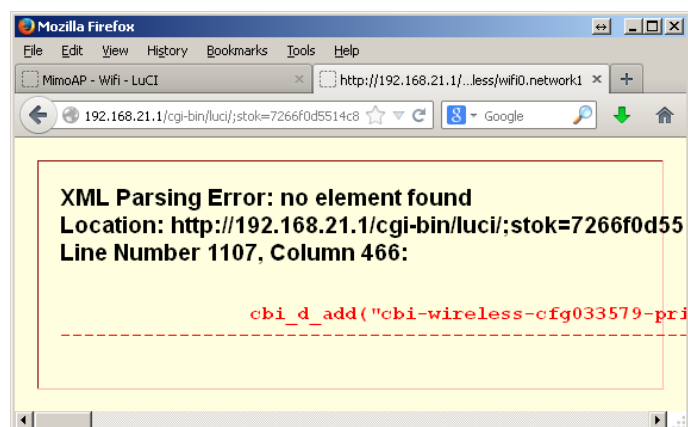 Mozilla Firefox
File Edit View History Bookmarks Tools Help
MimoAP - Wifi - LuCI × http://192.168.21.1/...less/wifi0.network1 × +
192.168.21.1/cgi-bin/luci/;stok=7266f0d5514c8 8 Google
XML Parsing Error: no element found
Location: http://192.168.21.1/cgi-bin/luci/;stok=7266f0d55
Line Number 1107, Column 466:
cbi_d_add("cbi-wireless-cfg033579-pri